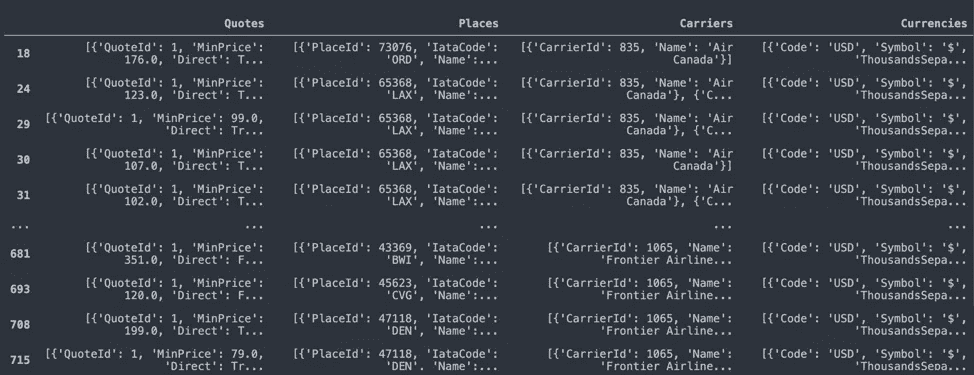 Quotes Places Carriers Currencies
18 [{'QuoteId': 1, 'MinPrice': [{'PlaceId': 73076, 'IataCode': [{'CarrierId': 835, 'Name': 'Air [{'Code': 'USD', 'Symbol': '$',
176.0, 'Direct': T... 'ORD', 'Name':... Canada'}] 'ThousandsSepa...
24 [{'QuoteId': 1, 'MinPrice': [{'PlaceId': 65368, 'IataCode': [{'CarrierId': 835, 'Name': 'Air [{'Code': 'USD', 'Symbol': '$',
123.0, 'Direct': T... 'LAX', 'Name':... Canada'}, {'C... 'ThousandsSepa...
29 [{'QuoteId': 1, 'MinPrice': 99.0, [{'PlaceId': 65368, 'IataCode': [{'CarrierId': 835, 'Name': 'Air [{'Code': 'USD', 'Symbol': '$',
'Direct': Tr... 'LAX', 'Name':... Canada'}, {'C... 'ThousandsSepa...
30 [{'QuoteId': 1, 'MinPrice': [{'PlaceId': 65368, 'IataCode': [{'CarrierId': 835, 'Name': 'Air [{'Code': 'USD', 'Symbol': '$',
107.0, 'Direct': T... 'LAX', 'Name':... Canada'}] 'ThousandsSepa...
31 [{'QuoteId': 1, 'MinPrice': [{'PlaceId': 65368, 'IataCode': [{'CarrierId': 835, 'Name': 'Air [{'Code': 'USD', 'Symbol': '$',
102.0, 'Direct': T... 'LAX', 'Name':... Canada'}, {'C... 'ThousandsSepa...
... ... ... ... ...
681 [{'QuoteId': 1, 'MinPrice': [{'PlaceId': 43369, 'IataCode': [{'CarrierId': 1065, 'Name': [{'Code': 'USD', 'Symbol': '$',
351.0, 'Direct': F... 'BWI', 'Name':... 'Frontier Airline... 'ThousandsSepa...
693 [{'QuoteId': 1, 'MinPrice': [{'PlaceId': 45623, 'IataCode': [{'CarrierId': 1065, 'Name': [{'Code': 'USD', 'Symbol': '$',
120.0, 'Direct': F... 'CVG', 'Name':... 'Frontier Airline... 'ThousandsSepa...
708 [{'QuoteId': 1, 'MinPrice': [{'PlaceId': 47118, 'IataCode': [{'CarrierId': 1065, 'Name': [{'Code': 'USD', 'Symbol': '$',
199.0, 'Direct': T... 'DEN', 'Name':... 'Frontier Airline... 'ThousandsSepa...
715 [{'QuoteId': 1, 'MinPrice': 79.0, [{'PlaceId': 47118, 'IataCode': [{'CarrierId': 1065, 'Name': [{'Code': 'USD', 'Symbol': '$',
'Direct': Tr... 'DEN', 'Name':... 'Frontier Airline... 'ThousandsSepa...